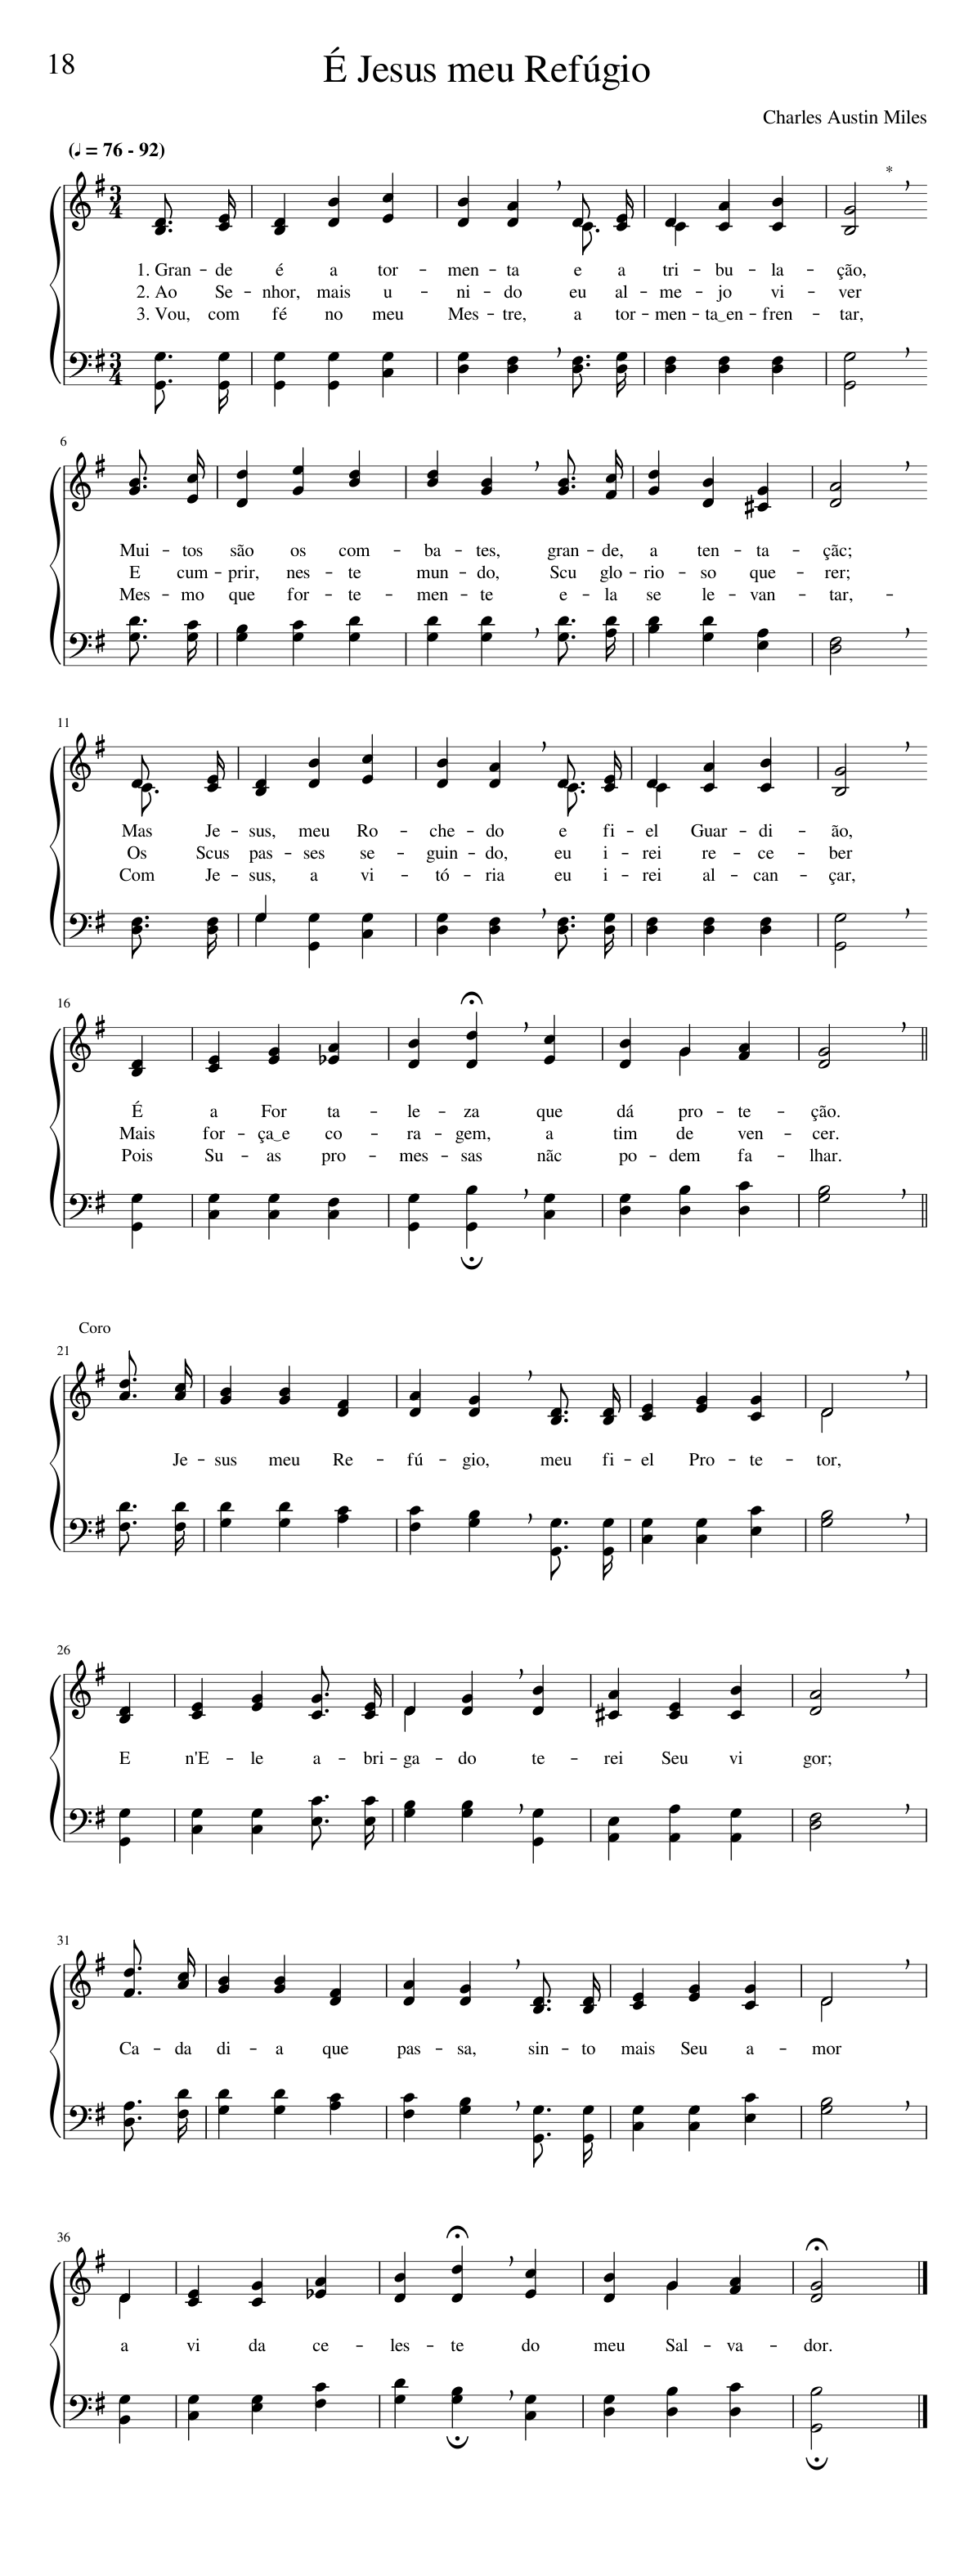 18
É Jesus meu Refúgio
Charles Austin Miles
(♩ = 76 - 92)
*
3 4
1. Gran - de é a tor - men - ta e a tri - bu - la - ção,
2. Ao Se - nhor, mais u - ni - do eu al - me - jo vi - ver
3. Vou, com fé no meu Mes - tre, a tor - men - ta‿en - fren - tar,
3 4
6
Mui - tos são os com - ba - tes, gran - de, a ten - ta - çãc;
E cum - prir, nes - te mun - do, Scu glo - rio - so que - rer;
Mes - mo que for - te - men - te e - la se le - van - tar, -
11
Mas Je - sus, meu Ro - che - do e fi - el Guar - di - ão,
Os Scus pas - ses se - guin - do, eu i - rei re - ce - ber
Com Je - sus, a vi - tó - ria eu i - rei al - can - çar,
16
É a For ta - le - za que dá pro - te - ção.
Mais for - ça‿e co - ra - gem, a tim de ven - cer.
Pois Su - as pro - mes - sas nãc po - dem fa - lhar.
Coro
21
Je - sus meu Re - fú - gio, meu fi - el Pro - te - tor,
26
E n'E - le a - bri - ga - do te - rei Seu vi gor;
31
Ca - da di - a que pas - sa, sin - to mais Seu a - mor
36
a vi da ce - les - te do meu Sal - va - dor.